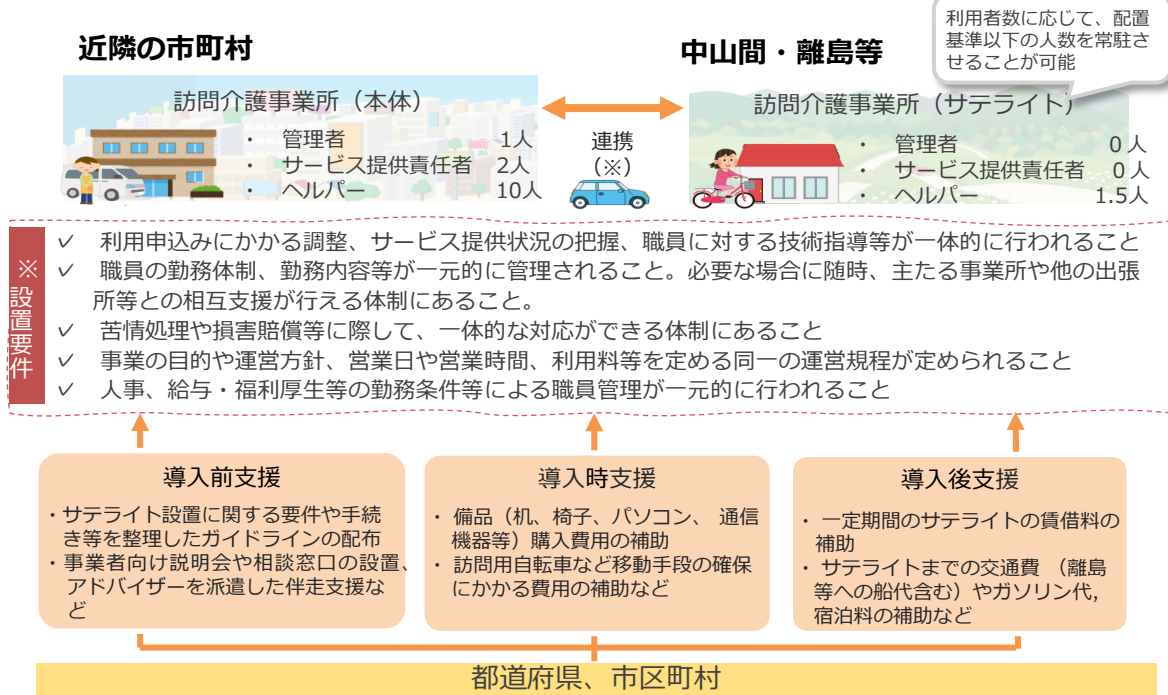 利用者数に応じて、配置
基準以下の人数を常駐さ
せることが可能
近隣の市町村
中山間・離島等
訪問介護事業所（本体）
・ 管理者 1人
・ サービス提供責任者 2人
・ ヘルパー 10人
連携
（※）
訪問介護事業所（サテライト）
・ 管理者 0人
・ サービス提供責任者 0人
・ ヘルパー 1.5人
※設置要件
✓ 利用申込みにかかる調整、サービス提供状況の把握、職員に対する技術指導等が一体的に行われること
✓ 職員の勤務体制、勤務内容等が一元的に管理されること。必要な場合に随時、主たる事業所や他の出張
所等との相互支援が行える体制にあること。
✓ 苦情処理や損害賠償等に際して、一体的な対応ができる体制にあること
✓ 事業の目的や運営方針、営業日や営業時間、利用料等を定める同一の運営規程が定められること
✓ 人事、給与・福利厚生等の勤務条件等による職員管理が一元的に行われること
導入前支援
・サテライト設置に関する要件や手続
き等を整理したガイドラインの配布
・事業者向け説明会や相談窓口の設置、
アドバイザーを派遣した伴走支援な
ど
導入時支援
・ 備品（机、椅子、パソコン、 通信
機器等）購入費用の補助
・ 訪問用自転車など移動手段の確保
にかかる費用の補助など
導入後支援
・ 一定期間のサテライトの賃借料の
補助
・ サテライトまでの交通費 （離島
等への船代含む）やガソリン代,
宿泊料の補助など
都道府県、市区町村